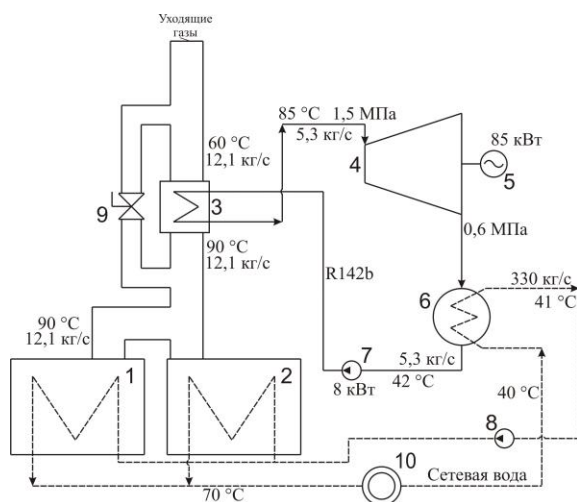 Уходящие
газы
85 °C 1,5 МПа
5,3 кг/с
60 °C
12,1 кг/с
4
85 кВт
5
9
3
90 °C
12,1 кг/с
0,6 МПа
R142b
330 кг/с
41 °C
6
90 °C
12,1 кг/с
7
5,3 кг/с
8 кВт
42 °C
40 °C
1
2
8
70 °C
10
Сетевая вода